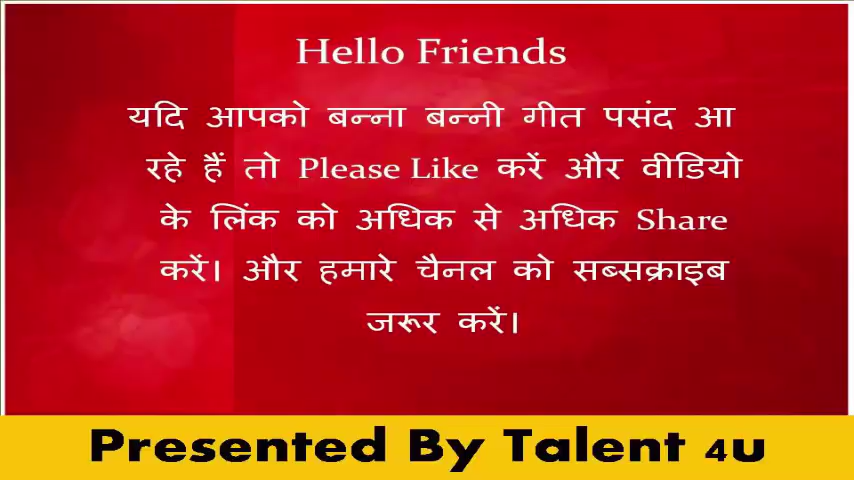 Hello Friends
यदि आपको बन्ना बन्नी गीत पसंद आ
रहे हैं तो Please Like करें और वीडियो
के लिंक को अधिक से अधिक Share
करें। और हमारे चैनल को सब्सक्राइब
जरूर करें।
Presented By Talent 4u